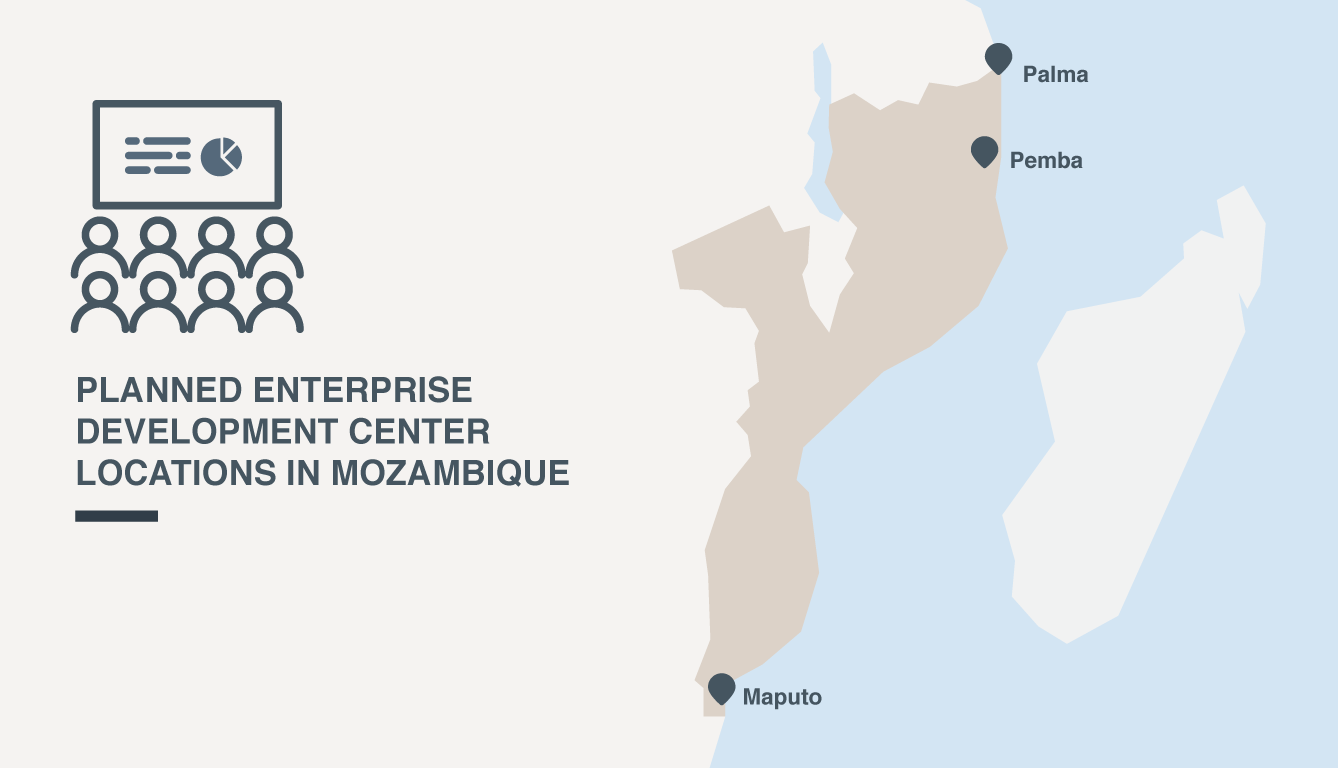 PLANNED ENTERPRISE
DEVELOPMENT CENTER
LOCATIONS IN MOZAMBIQUE
Palma
Pemba
Maputo